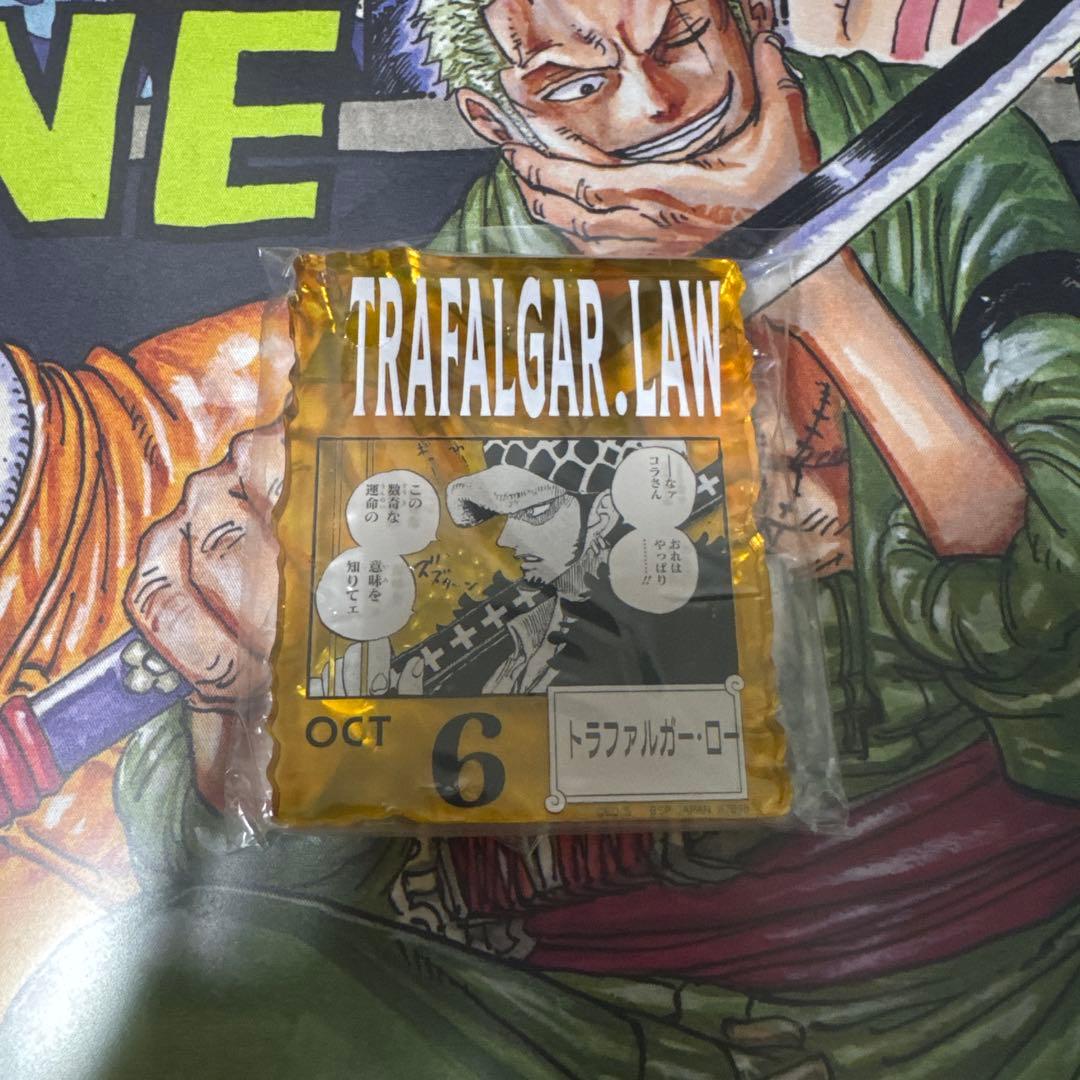 NE
TRAFALGAR.LAW
――なァ
コラさん
おれは
やっぱり
…………!!
この
数奇な
運命の
意味を
知りてェ
ズズ
OCT
6
トラファルガー・ロー
BSP JAPAN